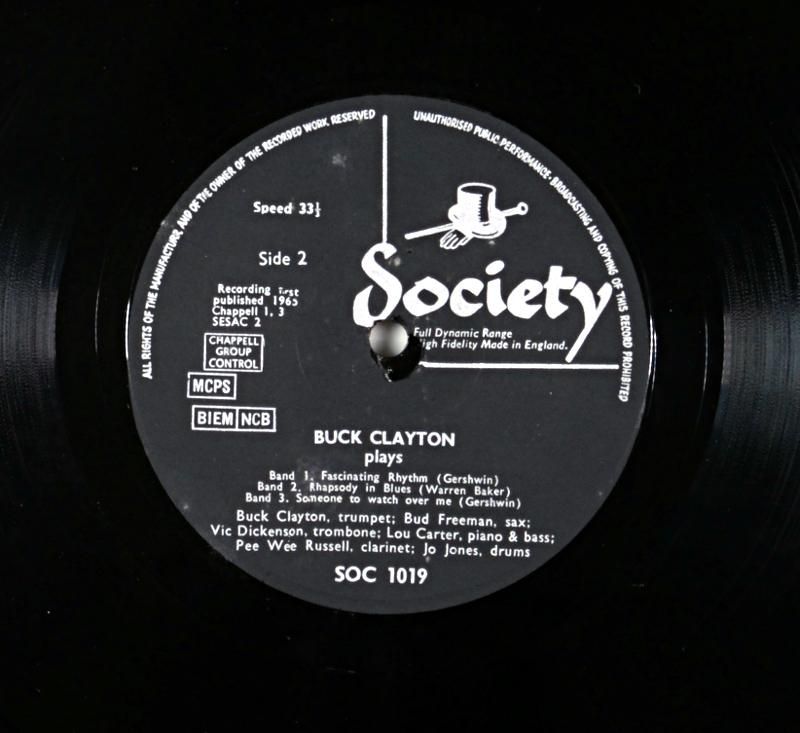 ALL RIGHTS OF THE MANUFACTURER AND OF THE OWNER OF THE RECORDED WORK RESERVED
UNAUTHORISED PUBLIC PERFORMANCE · BROADCASTING AND COPYING OF THIS RECORD PROHIBITED
Speed 33⅓
Side 2
Recording first
published 1965
Chappell 1, 3
SESAC 2
CHAPPELL
GROUP
CONTROL
MCPS
BIEM NCB
Society
Full Dynamic Range
High Fidelity Made in England.
BUCK CLAYTON
plays
Band 1. Fascinating Rhythm (Gershwin)
Band 2. Rhapsody in Blues (Warren Baker)
Band 3. Someone to watch over me (Gershwin)
Buck Clayton, trumpet; Bud Freeman, sax;
Vic Dickenson, trombone; Lou Carter, piano & bass;
Pee Wee Russell, clarinet; Jo Jones, drums
SOC 1019